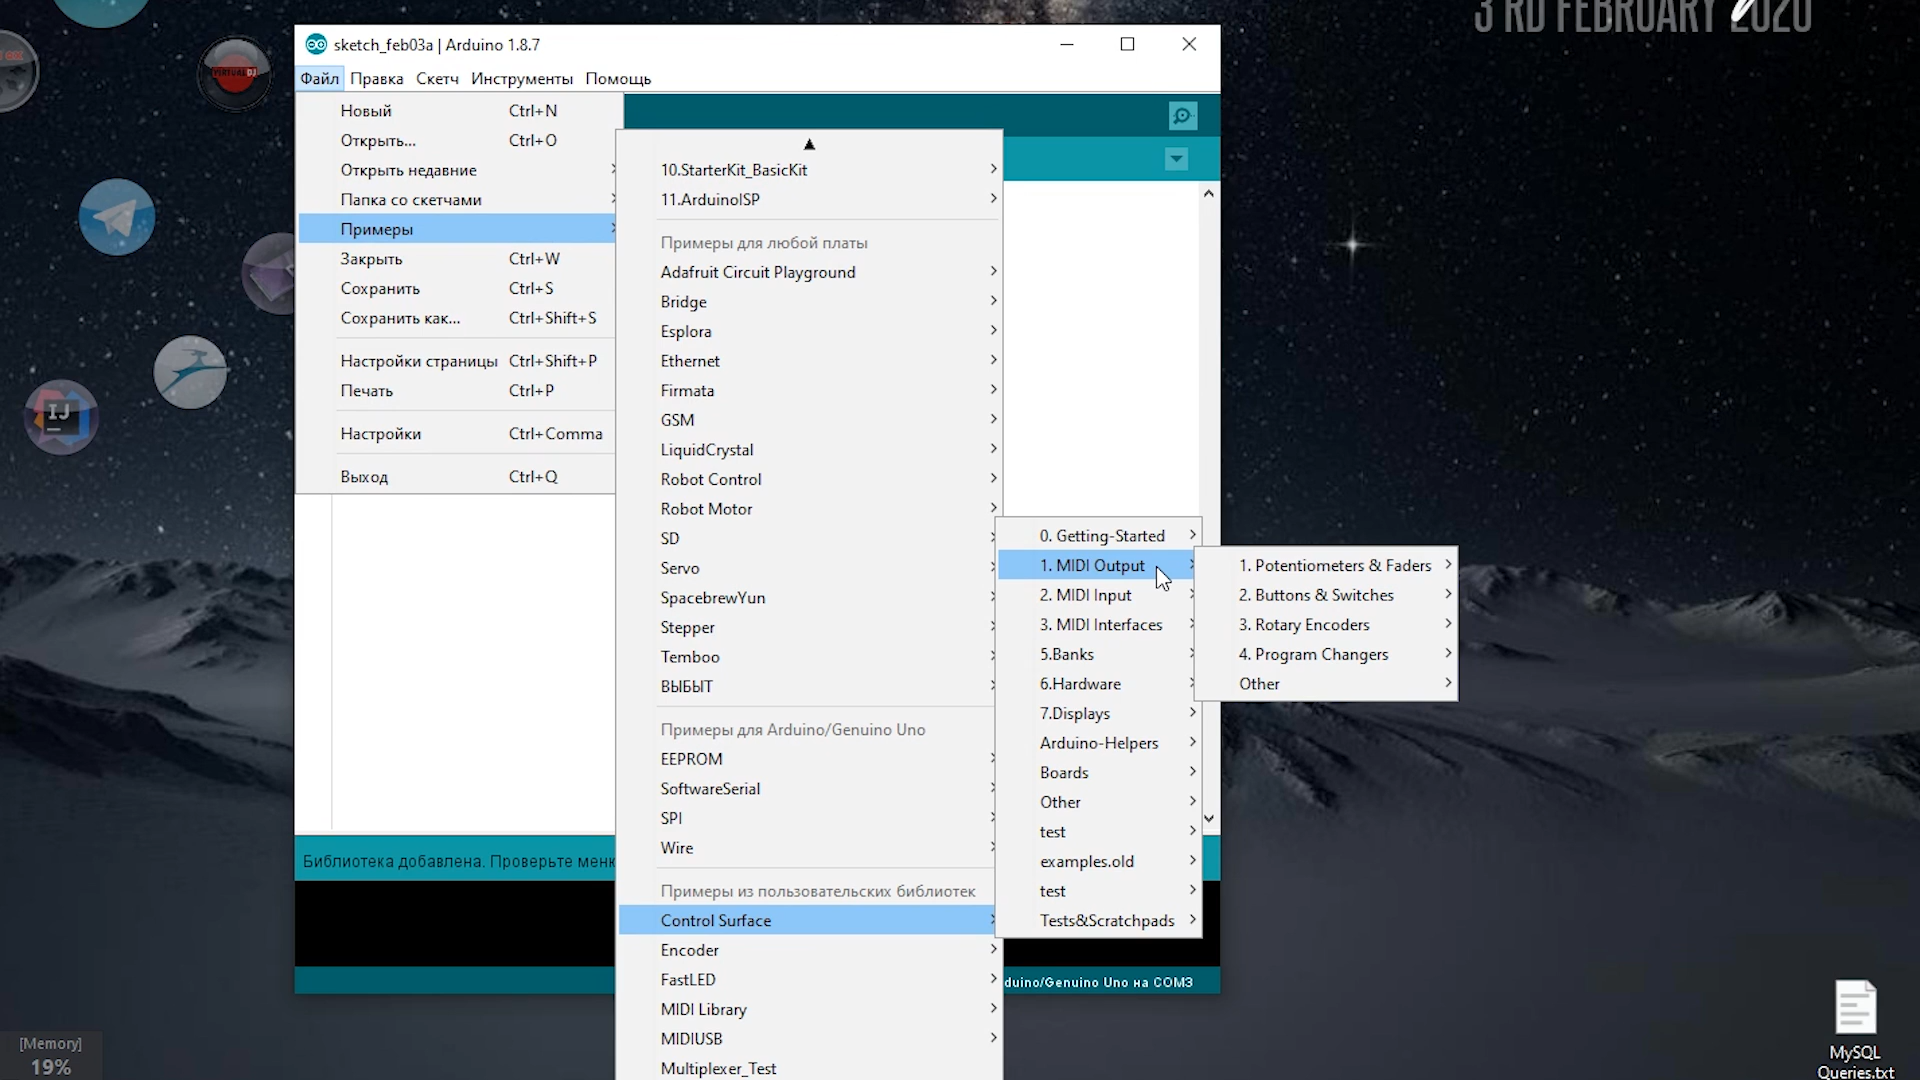 3 RD FEBRUARY 2020
VIRTUAL DJ
IJ
sketch_feb03a | Arduino 1.8.7
Файл Правка Скетч Инструменты Помощь
Новый Ctrl+N
Открыть... Ctrl+O
Открыть недавние
Папка со скетчами
Примеры
Закрыть Ctrl+W
Сохранить Ctrl+S
Сохранить как... Ctrl+Shift+S
Настройки страницы Ctrl+Shift+P
Печать Ctrl+P
Настройки Ctrl+Comma
Выход Ctrl+Q
10.StarterKit_BasicKit
11.ArduinoISP
Примеры для любой платы
Adafruit Circuit Playground
Bridge
Esplora
Ethernet
Firmata
GSM
LiquidCrystal
Robot Control
Robot Motor
SD
Servo
SpacebrewYun
Stepper
Temboo
ВЫБЫТ
Примеры для Arduino/Genuino Uno
EEPROM
SoftwareSerial
SPI
Wire
Примеры из пользовательских библиотек
Control Surface
Encoder
FastLED
MIDI Library
MIDIUSB
Multiplexer_Test
0. Getting-Started
1. MIDI Output
2. MIDI Input
3. MIDI Interfaces
5.Banks
6.Hardware
7.Displays
Arduino-Helpers
Boards
Other
test
examples.old
test
Tests&Scratchpads
1. Potentiometers & Faders
2. Buttons & Switches
3. Rotary Encoders
4. Program Changers
Other
Библиотека добавлена. Проверьте меню
duino/Genuino Uno на COM3
[Memory]
19%
MySQL
Queries.txt